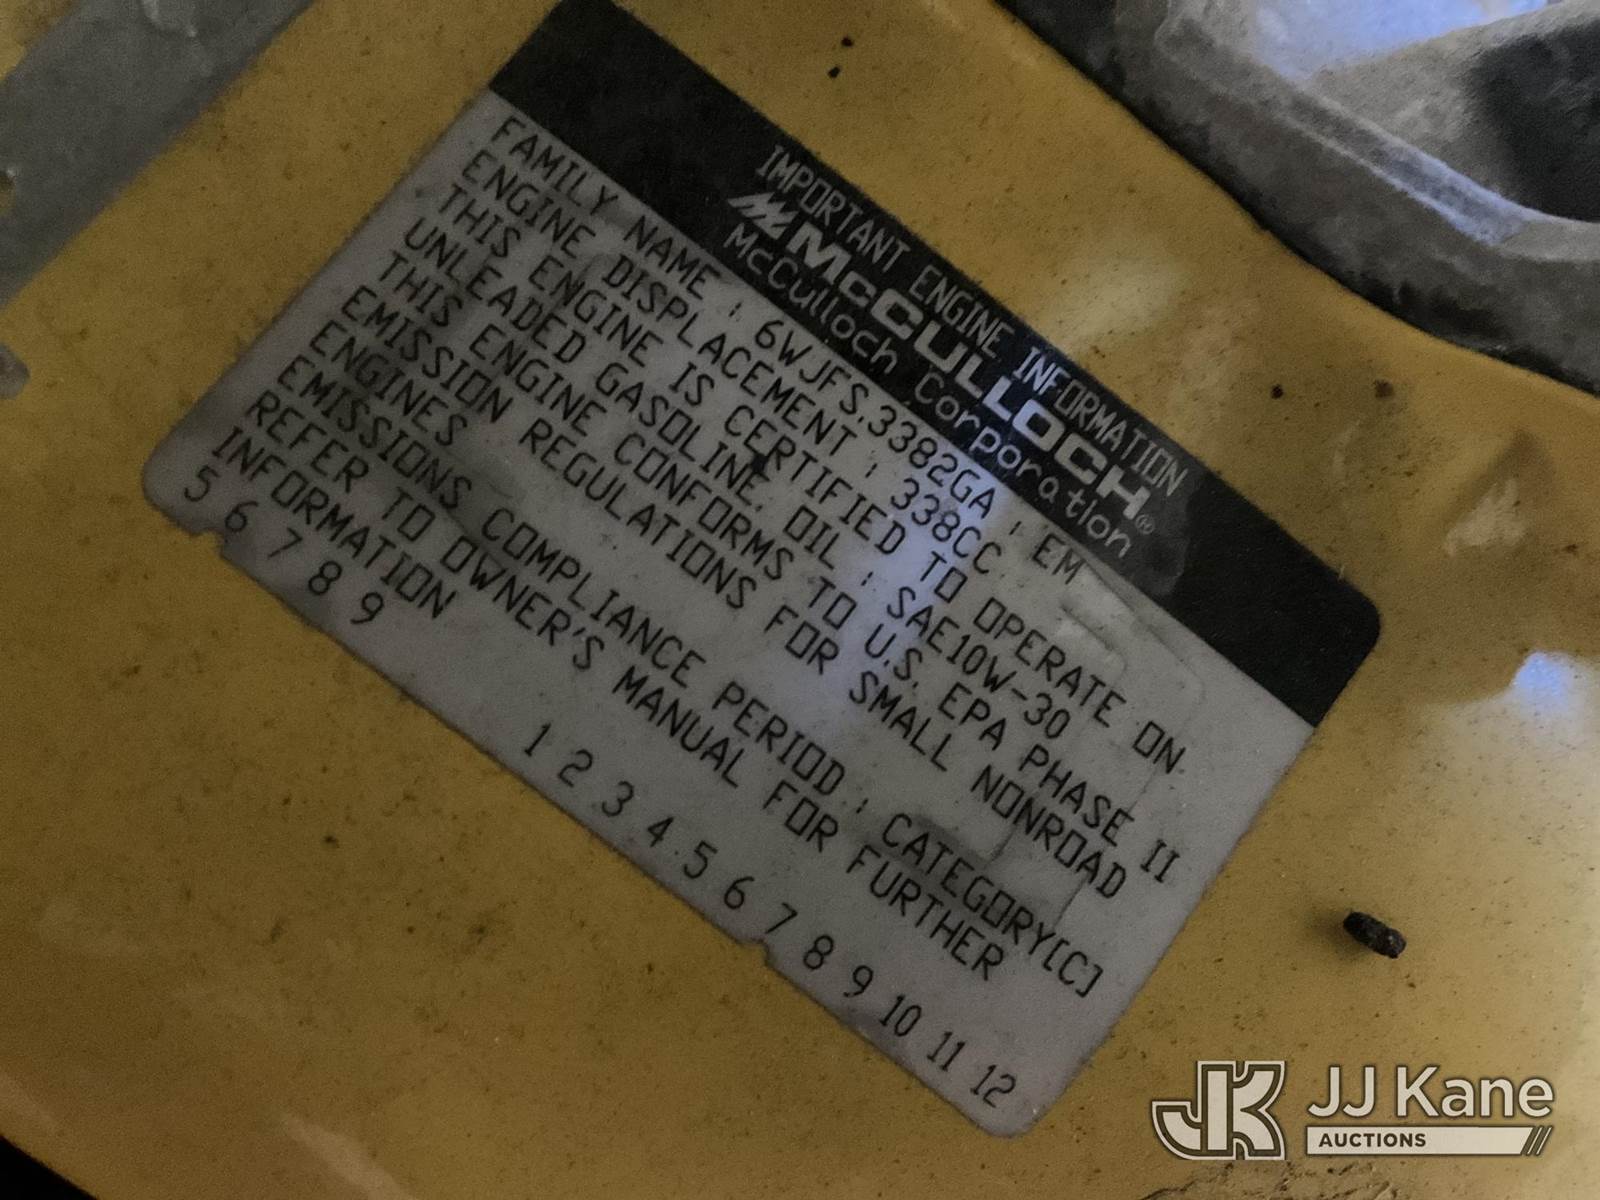 IMPORTANT ENGINE INFORMATION
McCULLOCH®
McCulloch Corporation
FAMILY NAME : 6WJFS.3382GA : EM
ENGINE DISPLACEMENT : 338CC
THIS ENGINE IS CERTIFIED TO OPERATE ON
UNLEADED GASOLINE. OIL : SAE10W-30
THIS ENGINE CONFORMS TO U.S. EPA PHASE II
EMISSION REGULATIONS FOR SMALL NONROAD
ENGINES
EMISSIONS COMPLIANCE PERIOD : CATEGORY[C]
REFER TO OWNER'S MANUAL FOR FURTHER
INFORMATION
5 6 7 8 9 1 2 3 4 5 6 7 8 9 10 11 12
JK JJ Kane
AUCTIONS